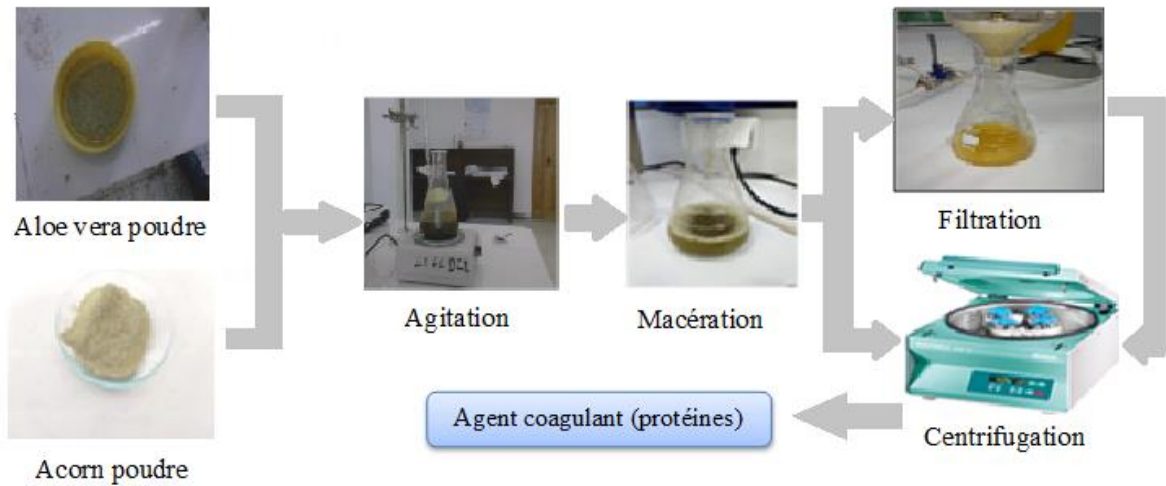 Aloe vera poudre
Acorn poudre
Agitation
Macération
Filtration
Centrifugation
Agent coagulant (protéines)